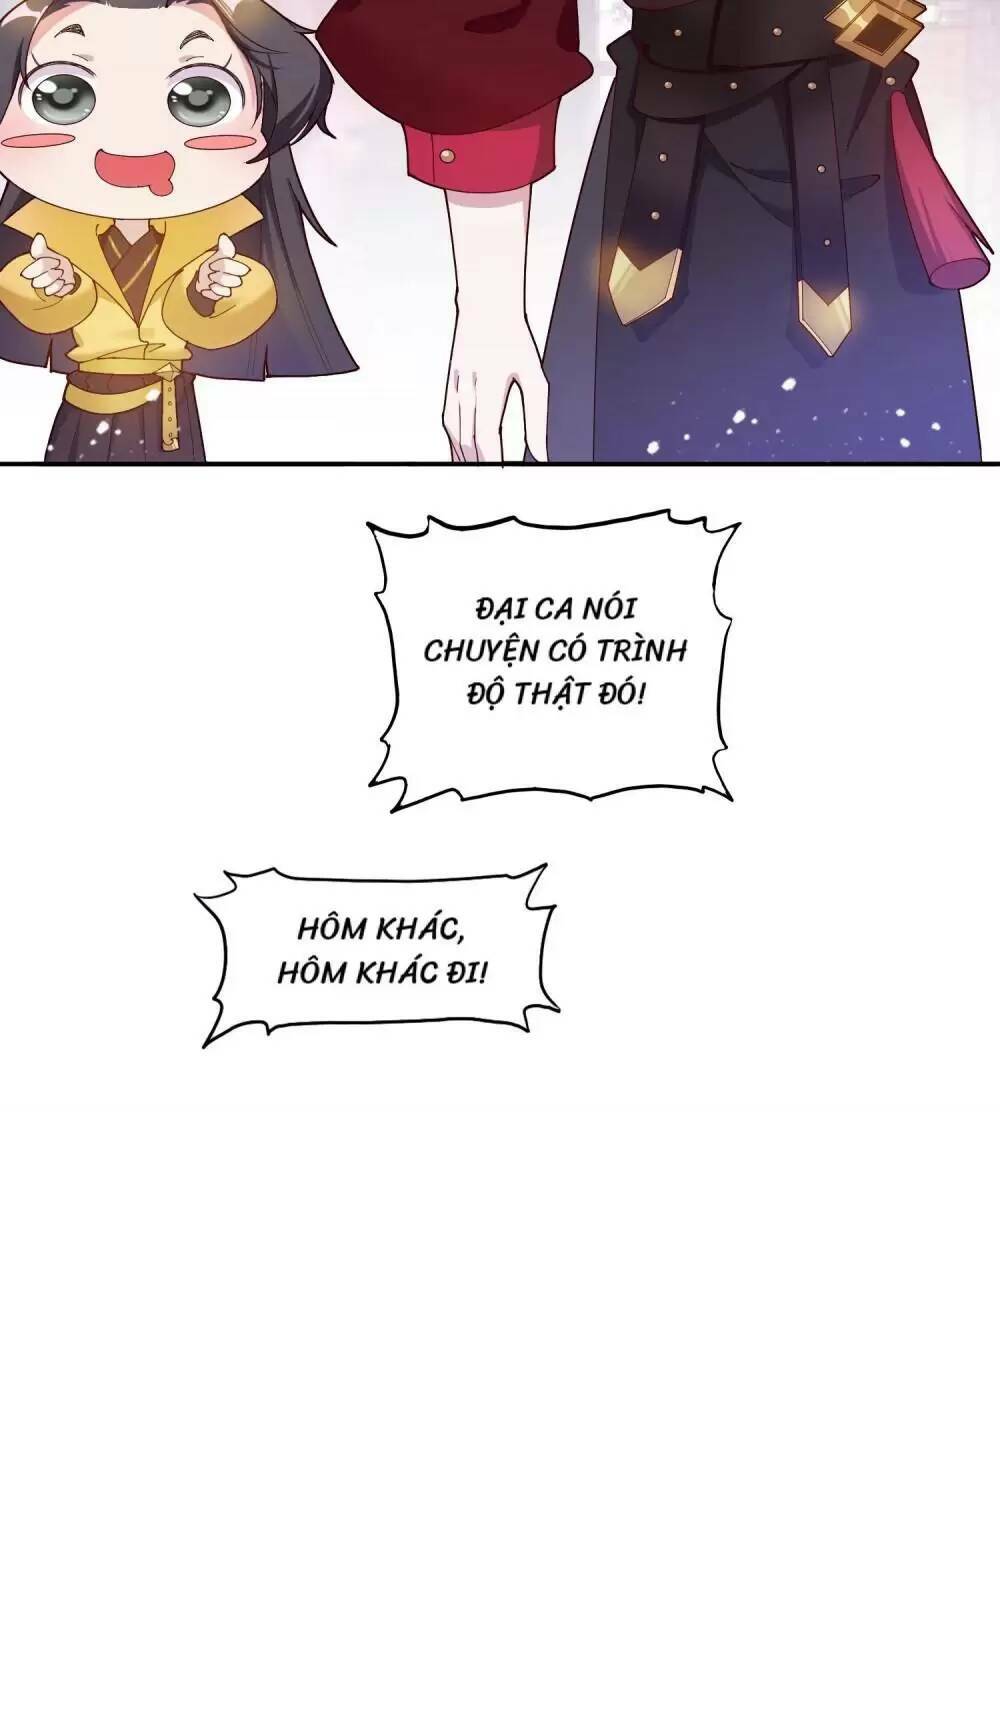 ĐẠI CA NÓI
CHUYỆN CÓ TRÌNH
ĐỘ THẬT ĐÓ!
HÔM KHÁC,
HÔM KHÁC ĐI!